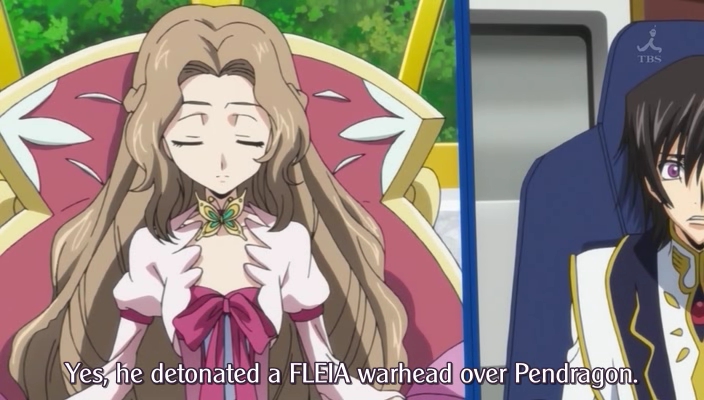 TBS
Yes, he detonated a FLEIA warhead over Pendragon.